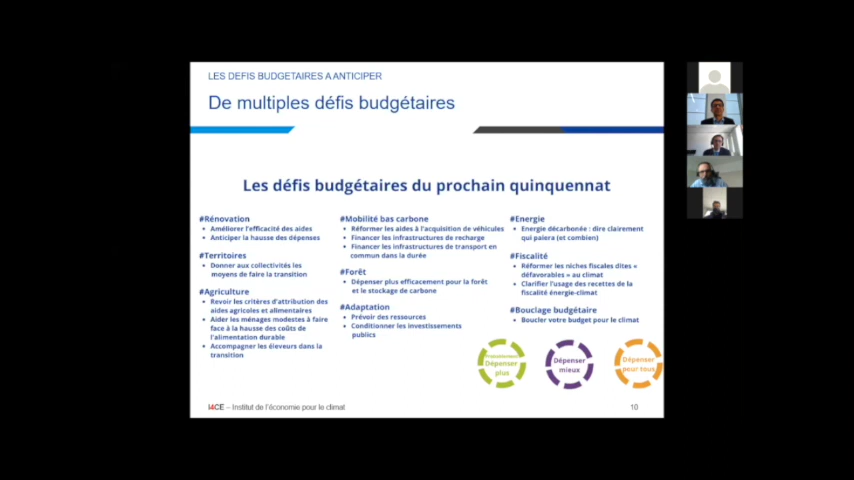 LES DEFIS BUDGETAIRES A ANTICIPER
De multiples défis budgétaires
Les défis budgétaires du prochain quinquennat
#Rénovation
• Améliorer l'efficacité des aides
• Anticiper la hausse des dépenses
#Territoires
• Donner aux collectivités les
moyens de faire la transition
#Agriculture
• Revoir les critères d'attribution des
aides agricoles et alimentaires
• Aider les ménages modestes à faire
face à la hausse des coûts de
l'alimentation durable
• Accompagner les éleveurs dans la
transition
#Mobilité bas carbone
• Réformer les aides à l'acquisition de véhicules
• Financer les infrastructures de recharge
• Financer les infrastructures de transport en
commun dans la durée
#Forêt
• Dépenser plus efficacement pour la forêt
et le stockage de carbone
#Adaptation
• Prévoir des ressources
• Conditionner les investissements
publics
#Energie
• Energie décarbonée : dire clairement
qui paiera (et combien)
#Fiscalité
• Réformer les niches fiscales dites «
défavorables » au climat
• Clarifier l'usage des recettes de la
fiscalité énergie-climat
#Bouclage budgétaire
• Boucler votre budget pour le climat
Dépenser
plus
Dépenser
mieux
Dépenser
pour tous
I4CE – Institut de l'économie pour le climat
10